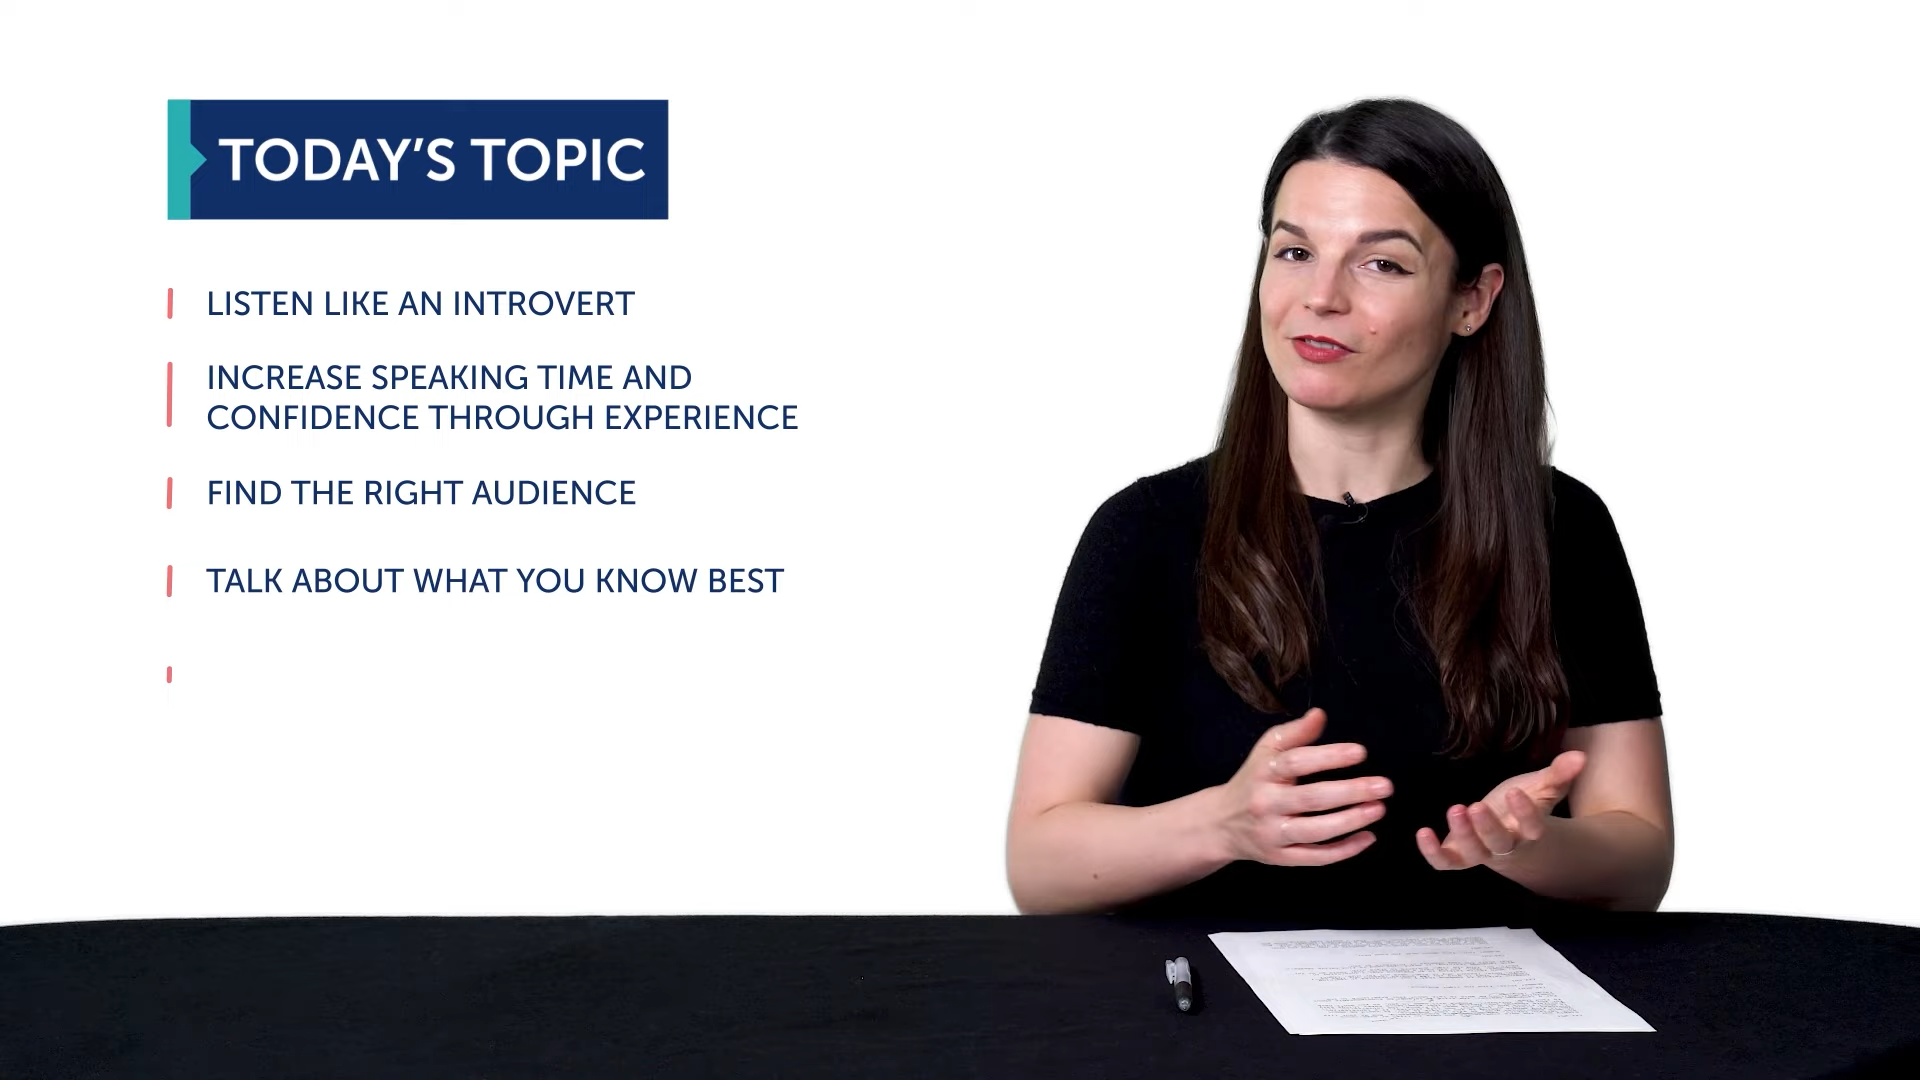 TODAY'S TOPIC
LISTEN LIKE AN INTROVERT
INCREASE SPEAKING TIME AND
CONFIDENCE THROUGH EXPERIENCE
FIND THE RIGHT AUDIENCE
TALK ABOUT WHAT YOU KNOW BEST